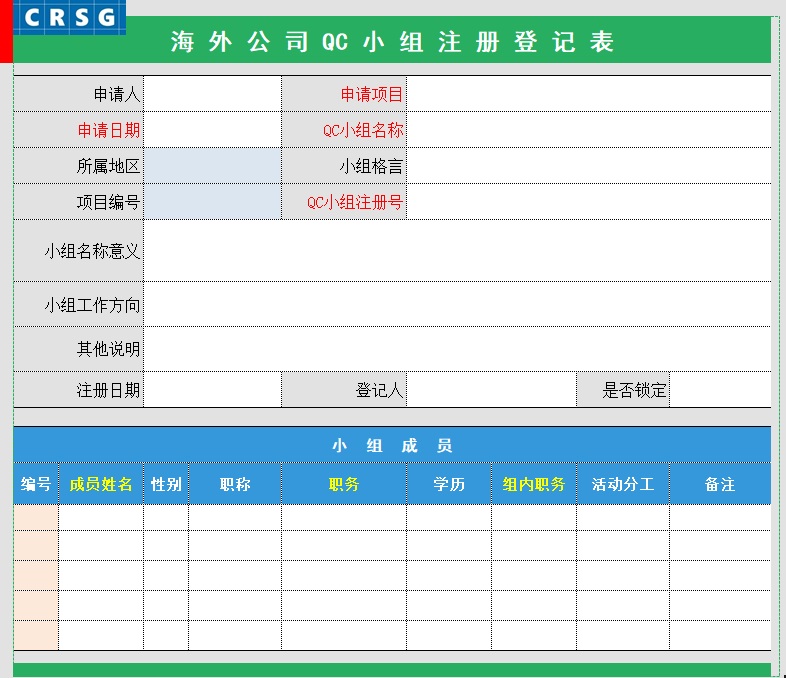 CRSG
海外公司QC小组注册登记表
申请人 申请项目
申请日期 QC小组名称
所属地区 小组格言
项目编号 QC小组注册号
小组名称意义
小组工作方向
其他说明
注册日期 登记人 是否锁定
小组成员
编号 成员姓名 性别 职称 职务 学历 组内职务 活动分工 备注